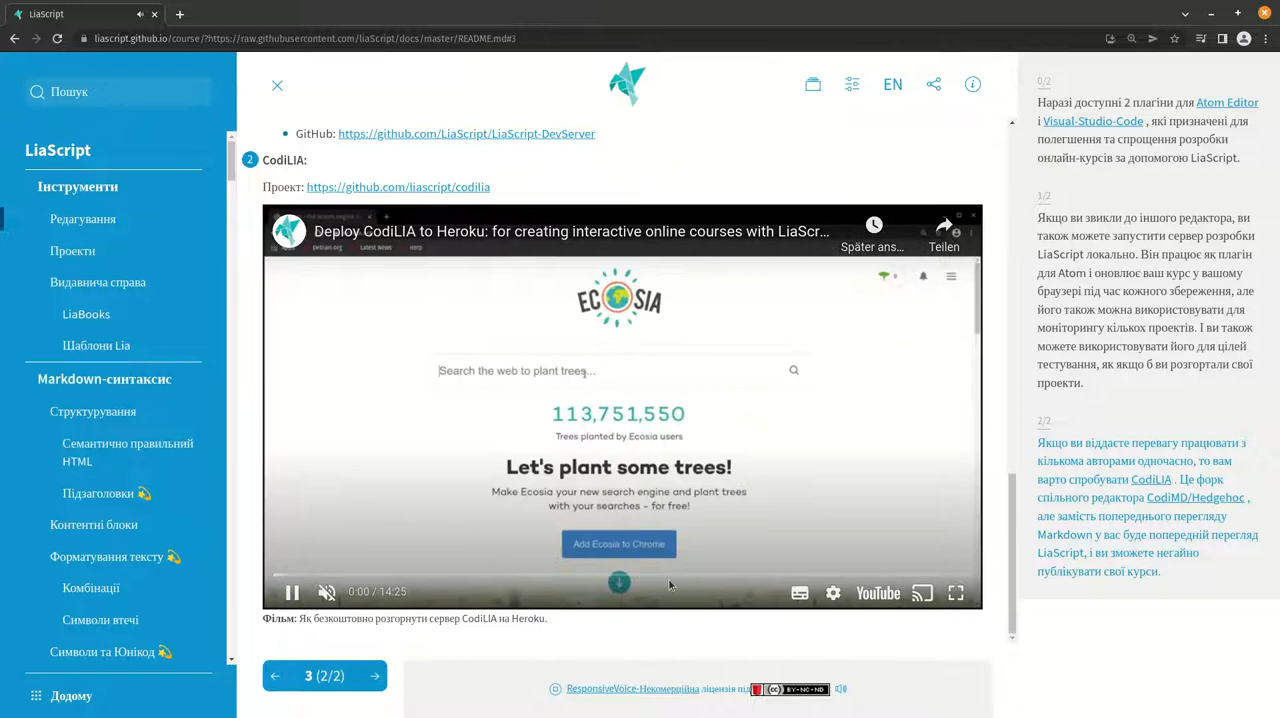 LiaScript
liascript.github.io/course/?https://raw.githubusercontent.com/liaScript/docs/master/README.md#3
Пошук
LiaScript
Інструменти
Редагування
Проекти
Видавнича справа
LiaBooks
Шаблони Lia
Markdown-синтаксис
Структурування
Семантично правильний
HTML
Підзаголовки 💫
Контентні блоки
Форматування тексту 💫
Комбінації
Символи втечі
Символи та Юнікод 💫
Додому
EN
GitHub: https://github.com/LiaScript/LiaScript-DevServer
2 CodiLIA:
Проект: https://github.com/liascript/codilia
Deploy CodiLIA to Heroku: for creating interactive online courses with LiaScr...
Später ans...
Teilen
debian.org Latest News Help
ECOSIA
Search the web to plant trees...
113,751,550
Trees planted by Ecosia users
Let's plant some trees!
Make Ecosia your new search engine and plant trees
with your searches - for free!
Add Ecosia to Chrome
0:00 / 14:25
YouTube
Фільм: Як безкоштовно розгорнути сервер CodiLIA на Heroku.
← 3 (2/2) →
ResponsiveVoice-Некомерційна ліцензія під
BY-NC-ND
0/2
Наразі доступні 2 плагіни для Atom Editor
і Visual-Studio-Code , які призначені для
полегшення та спрощення розробки
онлайн-курсів за допомогою LiaScript.
1/2
Якщо ви звикли до іншого редактора, ви
також можете запустити сервер розробки
LiaScript локально. Він працює як плагін
для Atom і оновлює ваш курс у вашому
браузері під час кожного збереження, але
його також можна використовувати для
моніторингу кількох проектів. І ви також
можете використовувати його для цілей
тестування, як якщо б ви розгортали свої
проекти.
2/2
Якщо ви віддаєте перевагу працювати з
кількома авторами одночасно, то вам
варто спробувати CodiLIA . Це форк
спільного редактора CodiMD/Hedgehoc ,
але замість попереднього перегляду
Markdown у вас буде попередній перегляд
LiaScript, і ви зможете негайно
публікувати свої курси.